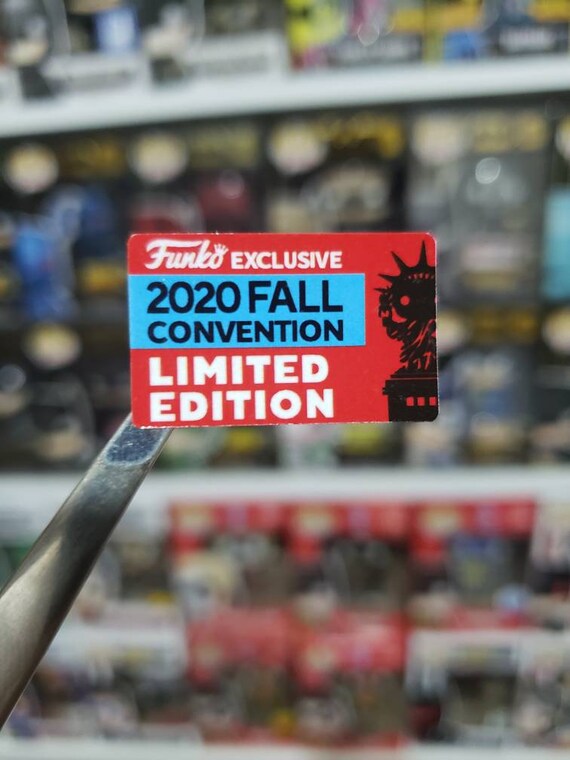 Funko EXCLUSIVE
2020 FALL
CONVENTION
LIMITED
EDITION